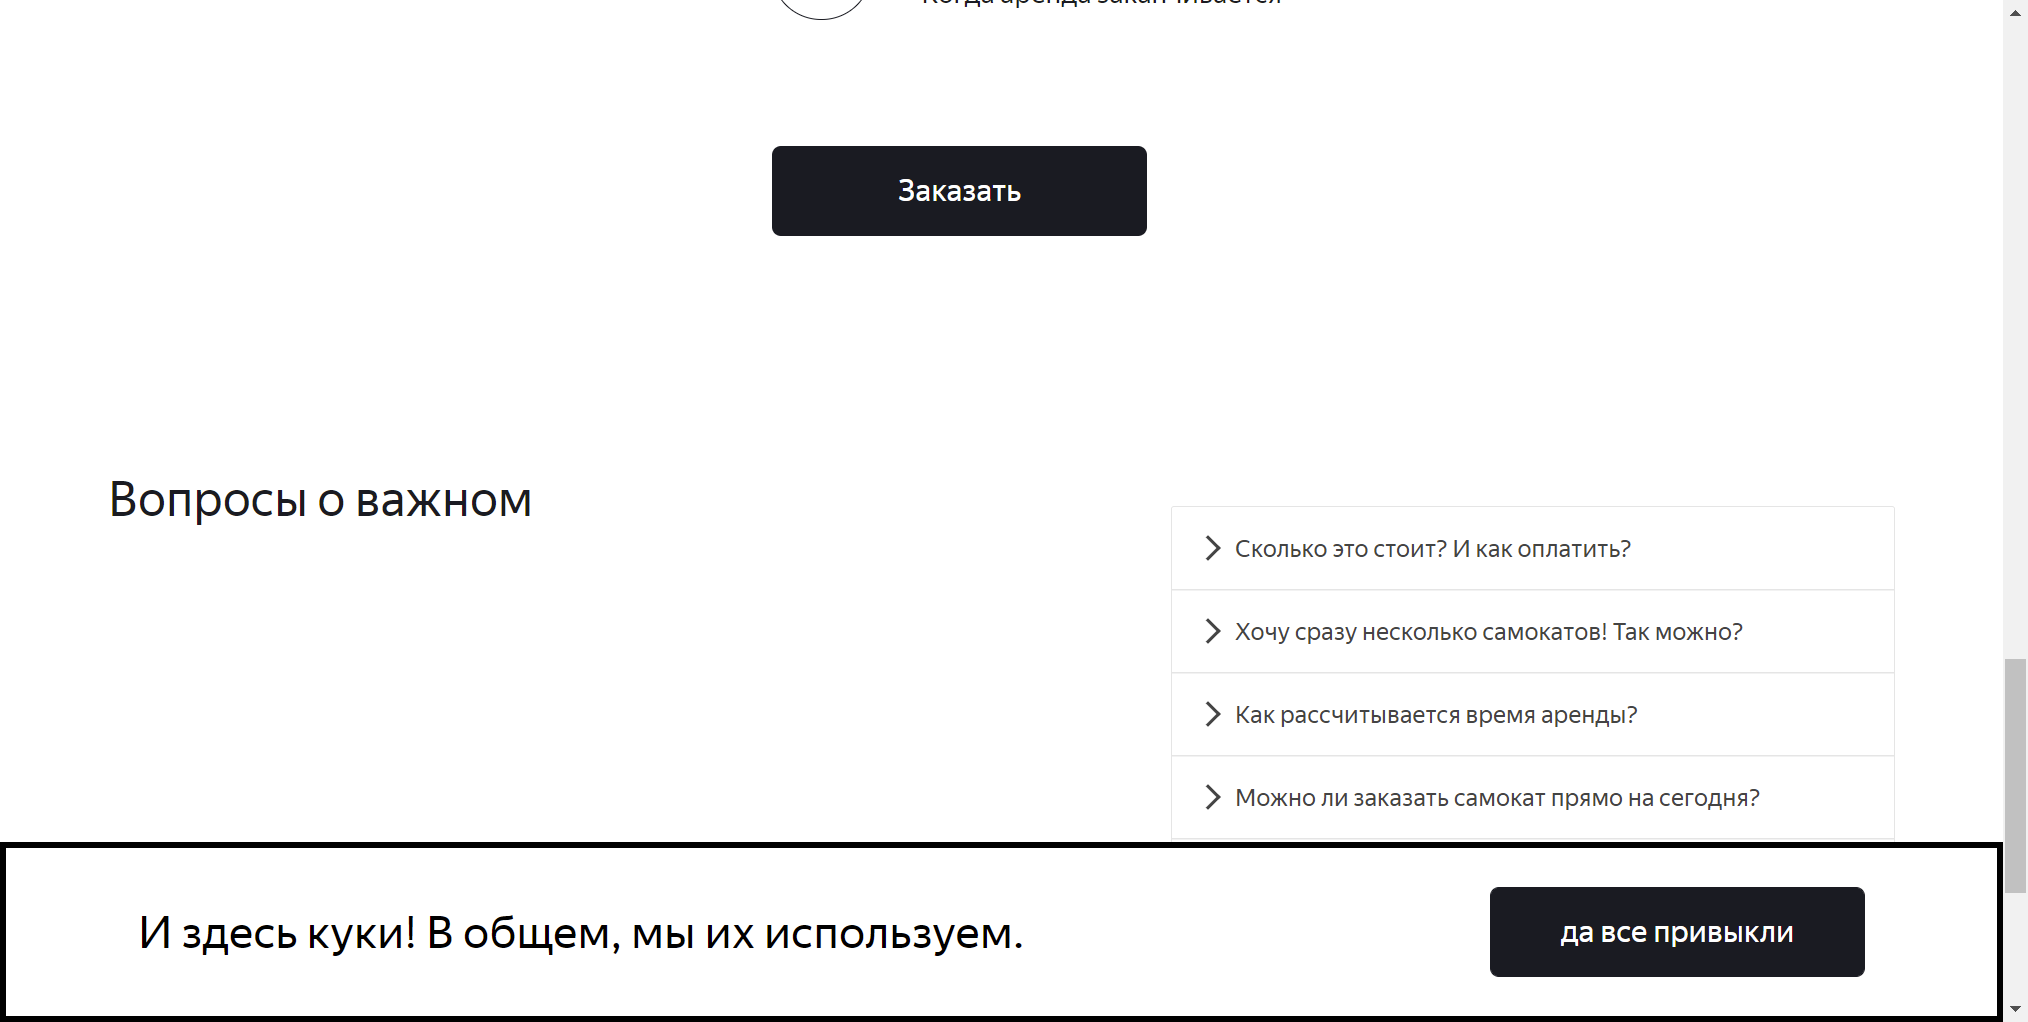 Когда аренда заканчивается
Заказать
Вопросы о важном
Сколько это стоит? И как оплатить?
Хочу сразу несколько самокатов! Так можно?
Как рассчитывается время аренды?
Можно ли заказать самокат прямо на сегодня?
И здесь куки! В общем, мы их используем.
да все привыкли